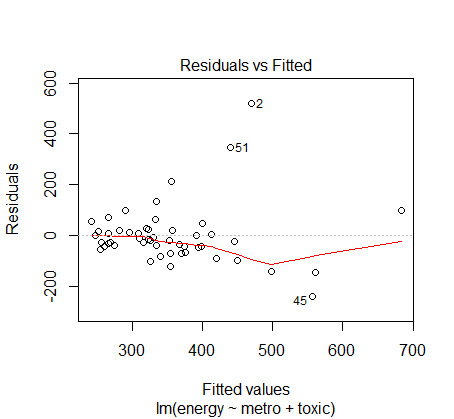 Residuals vs Fitted
Residuals
600
400
200
0
-200
2
51
45
300 400 500 600 700
Fitted values
lm(energy ~ metro + toxic)